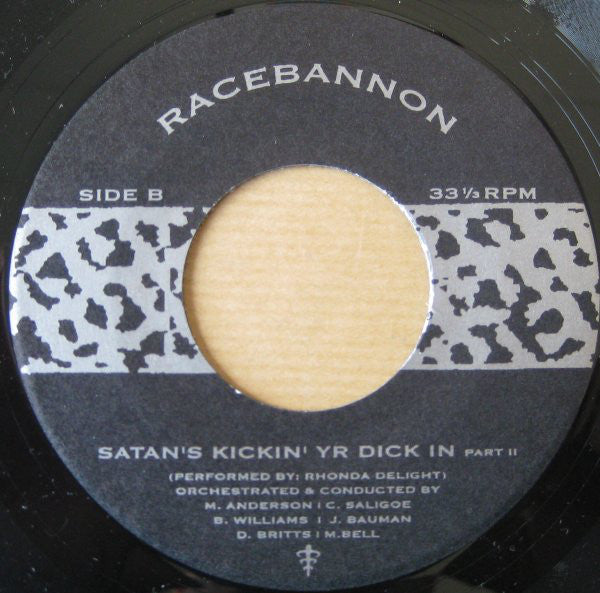 RACEBANNON
SIDE B 33 1/3 RPM
SATAN'S KICKIN' YR DICK IN PART II
(PERFORMED BY: RHONDA DELIGHT)
ORCHESTRATED & CONDUCTED BY
M. ANDERSON | C. SALIGOE
B. WILLIAMS | J. BAUMAN
D. BRITTS | M.BELL